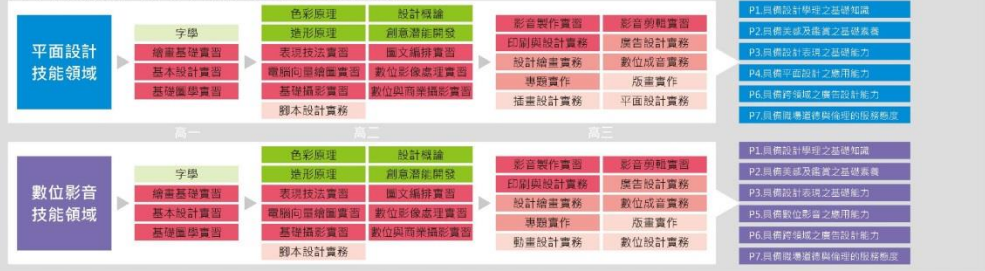 平面設計
技能領域
字學
繪畫基礎實習
基本設計實習
基礎圖學實習
色彩原理 設計概論
造形原理 創意潛能開發
表現技法實習 圖文編排實習
電腦向量繪圖實習 數位影像處理實習
基礎攝影實習 數位與商業攝影實習
腳本設計實務
影音製作實習 影音剪輯實習
印刷與設計實務 廣告設計實務
設計繪畫實務 數位成音實務
專題實作 版畫實作
插畫設計實務 平面設計實務
P1.具備設計學理之基礎知識
P2.具備美感及鑑賞之基礎素養
P3.具備設計表現之基礎能力
P4.具備平面設計之應用能力
P6.具備跨領域之廣告設計能力
P7.具備職場道德與倫理的服務態度
高一 高二 高三
數位影音
技能領域
字學
繪畫基礎實習
基本設計實習
基礎圖學實習
色彩原理 設計概論
造形原理 創意潛能開發
表現技法實習 圖文編排實習
電腦向量繪圖實習 數位影像處理實習
基礎攝影實習 數位與商業攝影實習
腳本設計實務
影音製作實習 影音剪輯實習
印刷與設計實務 廣告設計實務
設計繪畫實務 數位成音實務
專題實作 版畫實作
動畫設計實務 數位設計實務
P1.具備設計學理之基礎知識
P2.具備美感及鑑賞之基礎素養
P3.具備設計表現之基礎能力
P5.具備數位影音之應用能力
P6.具備跨領域之廣告設計能力
P7.具備職場道德與倫理的服務態度